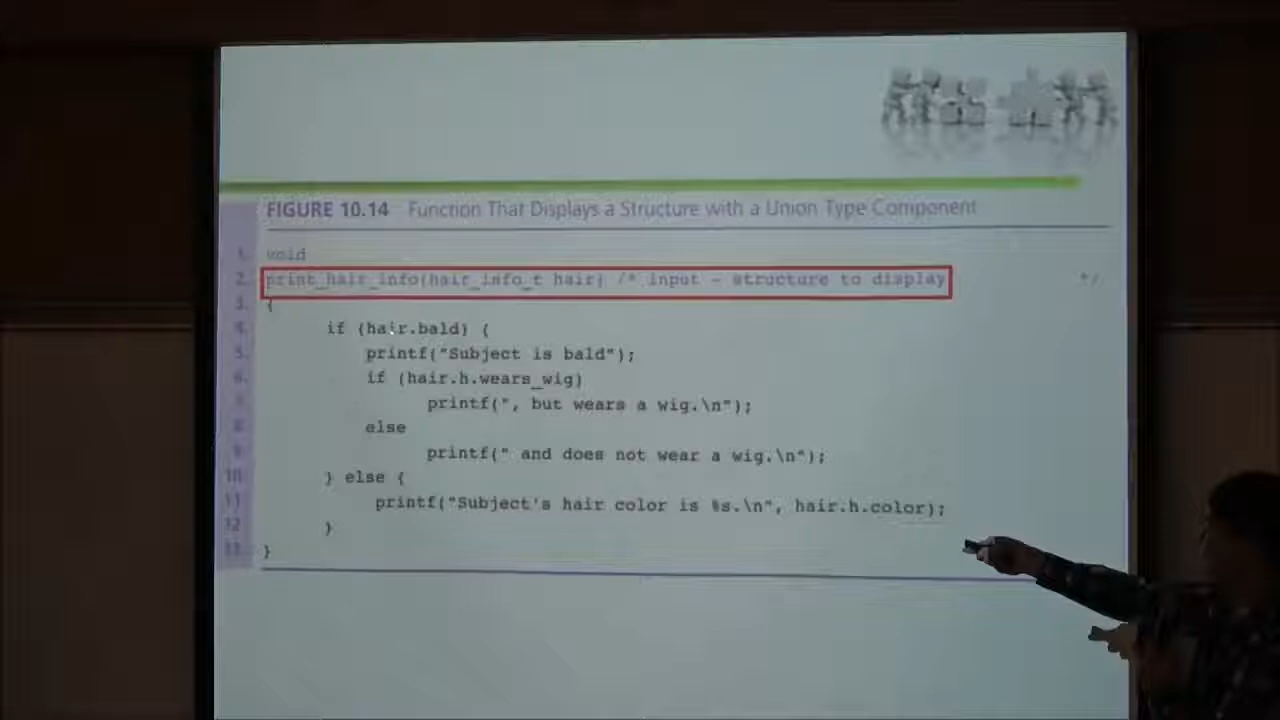 FIGURE 10.14 Function That Displays a Structure with a Union Type Component
1. void
2. print_hair_info(hair_info_t hair) /* input - structure to display */
3. {
4. if (hair.bald) {
5. printf("Subject is bald");
6. if (hair.h.wears_wig)
7. printf(", but wears a wig.\n");
8. else
9. printf(" and does not wear a wig.\n");
10. } else {
11. printf("Subject's hair color is %s.\n", hair.h.color);
12. }
13. }